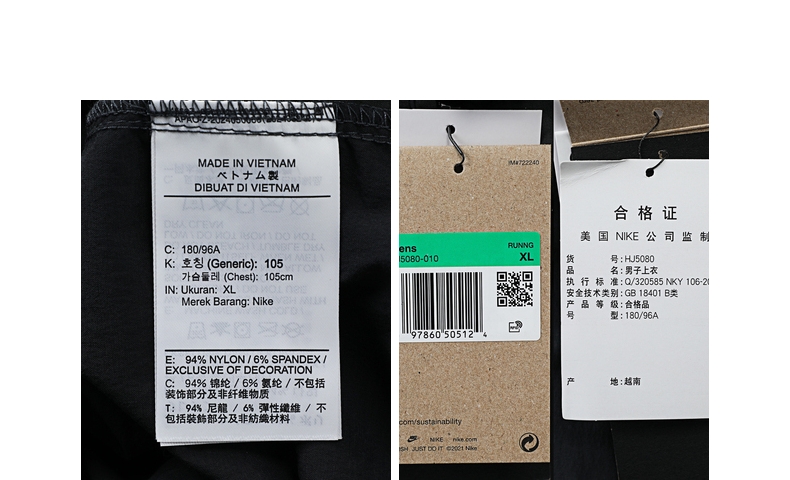 MADE IN VIETNAM
ベトナム製
DIBUAT DI VIETNAM
C: 180/96A
K: 호칭 (Generic): 105
가슴둘레 (Chest): 105cm
IN: Ukuran: XL
Merek Barang: Nike
E: 94% NYLON / 6% SPANDEX /
EXCLUSIVE OF DECORATION
C: 94% 锦纶 / 6% 氨纶 / 不包括
装饰部分及非纤维物质
T: 94% 尼龍 / 6% 彈性纖維 / 不
包括裝飾部分及非紡織材料
IM#722240
ens
RUNNG
5080-010
XL
97860 50512 4
com/sustainability
NIKE nike.com
JUST DO IT ©2021 Nike
合格证
美国 NIKE 公司监制
货 号: HJ5080
品 名: 男子上衣
执行标准: Q/320585 NKY 106-20
安全技术类别: GB 18401 B类
产品等级: 合格品
号 型: 180/96A
产 地: 越南